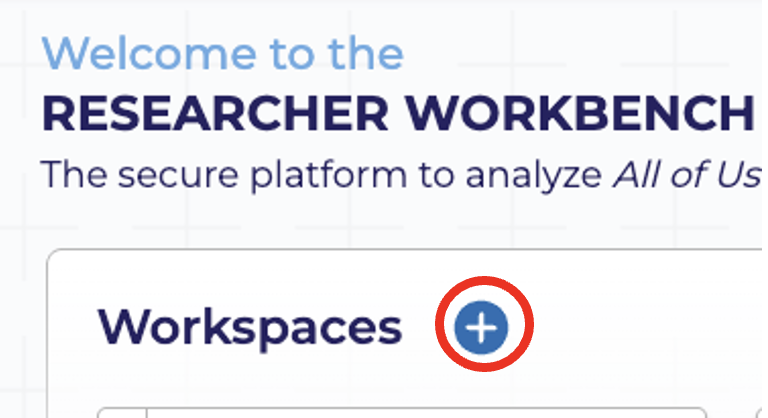 Welcome to the
RESEARCHER WORKBENCH
The secure platform to analyze All of Us
Workspaces